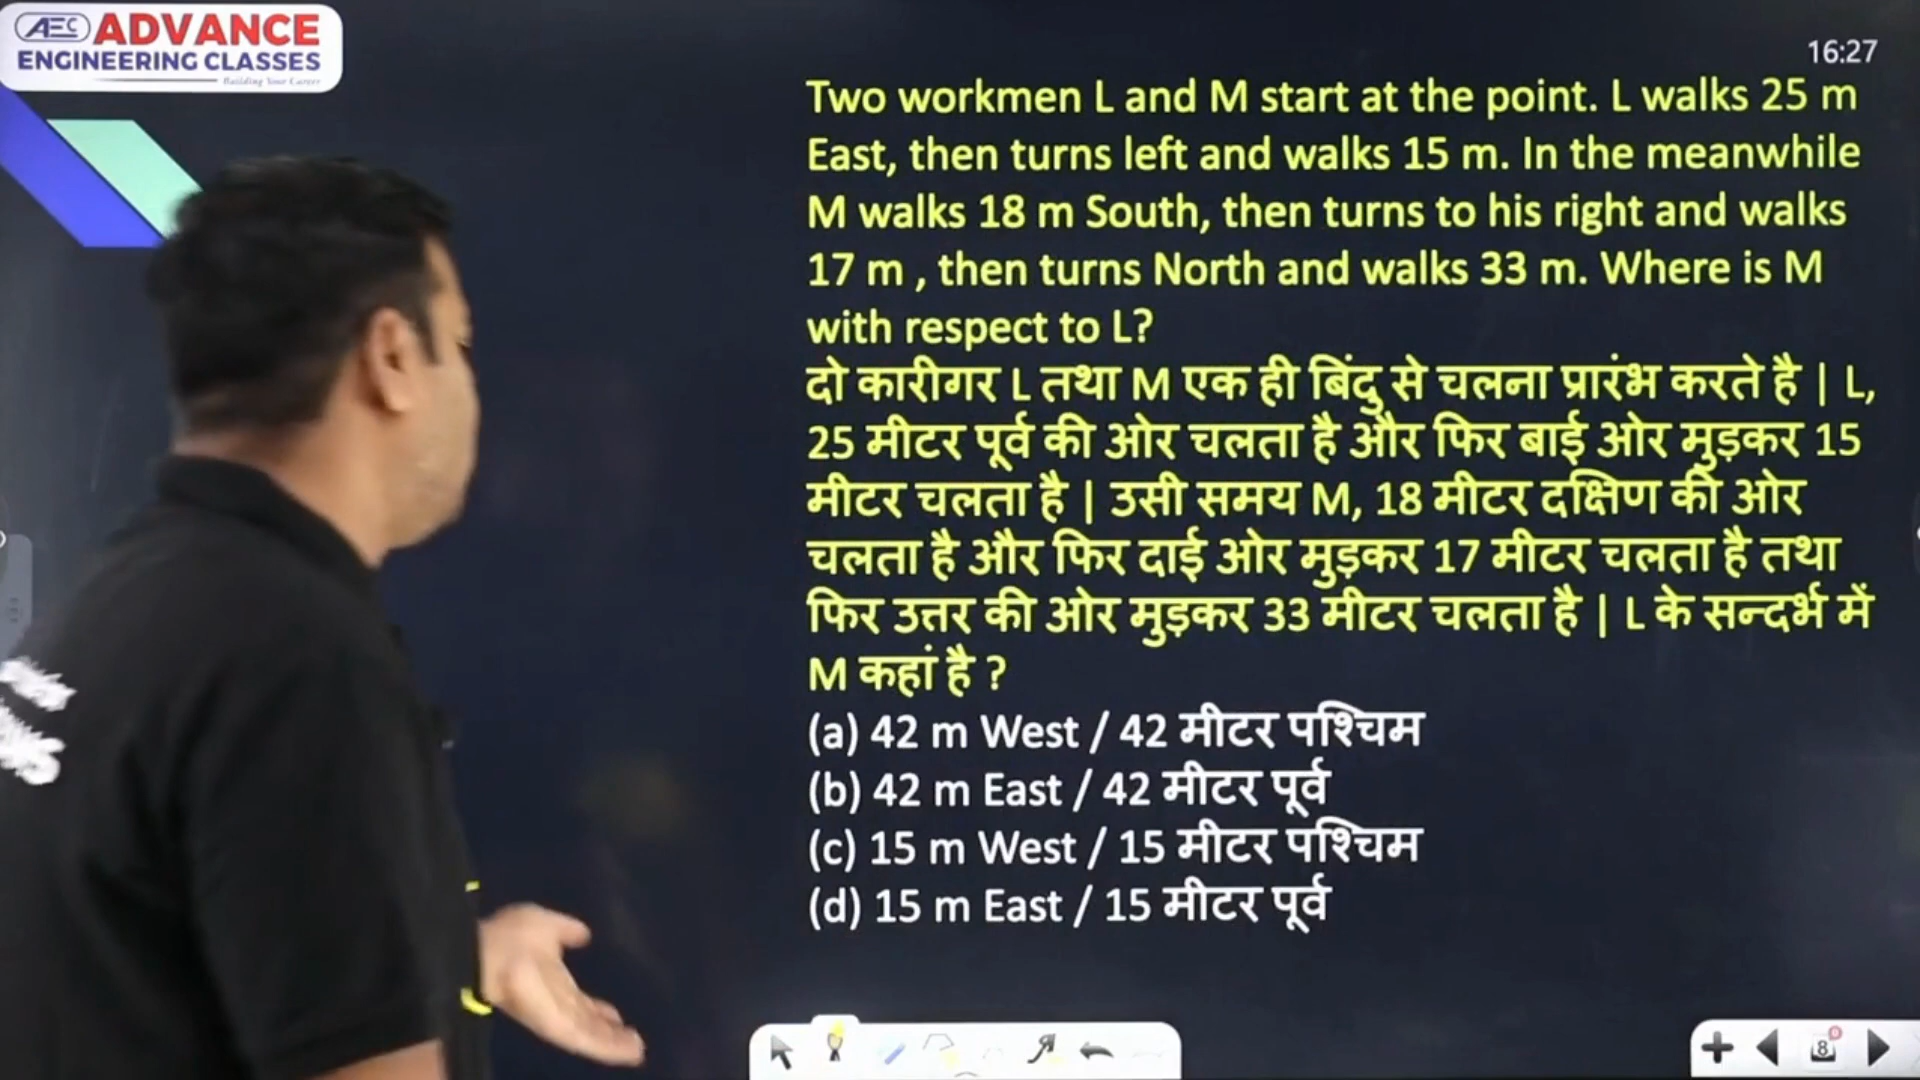 AEC ADVANCE
ENGINEERING CLASSES
Building Your Career
16:27
Two workmen L and M start at the point. L walks 25 m
East, then turns left and walks 15 m. In the meanwhile
M walks 18 m South, then turns to his right and walks
17 m , then turns North and walks 33 m. Where is M
with respect to L?
दो कारीगर L तथा M एक ही बिंदु से चलना प्रारंभ करते है | L,
25 मीटर पूर्व की ओर चलता है और फिर बाई ओर मुड़कर 15
मीटर चलता है | उसी समय M, 18 मीटर दक्षिण की ओर
चलता है और फिर दाई ओर मुड़कर 17 मीटर चलता है तथा
फिर उत्तर की ओर मुड़कर 33 मीटर चलता है | L के सन्दर्भ में
M कहां है ?
(a) 42 m West / 42 मीटर पश्चिम
(b) 42 m East / 42 मीटर पूर्व
(c) 15 m West / 15 मीटर पश्चिम
(d) 15 m East / 15 मीटर पूर्व
8